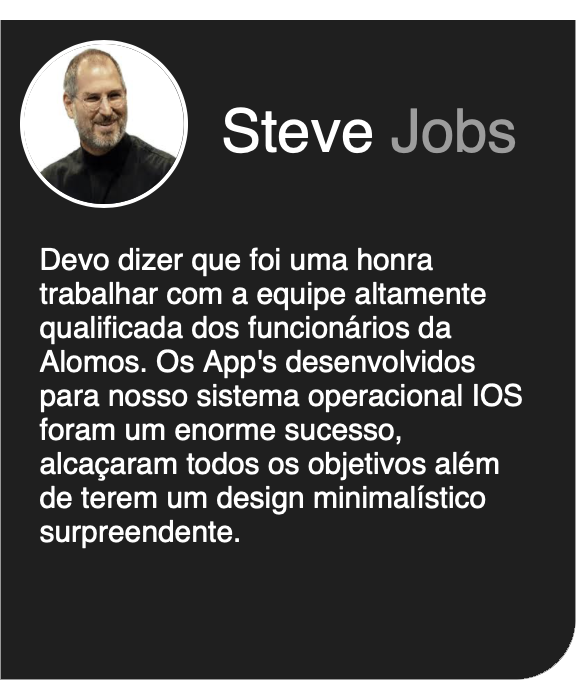 Steve Jobs
Devo dizer que foi uma honra
trabalhar com a equipe altamente
qualificada dos funcionários da
Alomos. Os App's desenvolvidos
para nosso sistema operacional IOS
foram um enorme sucesso,
alcaçaram todos os objetivos além
de terem um design minimalístico
surpreendente.